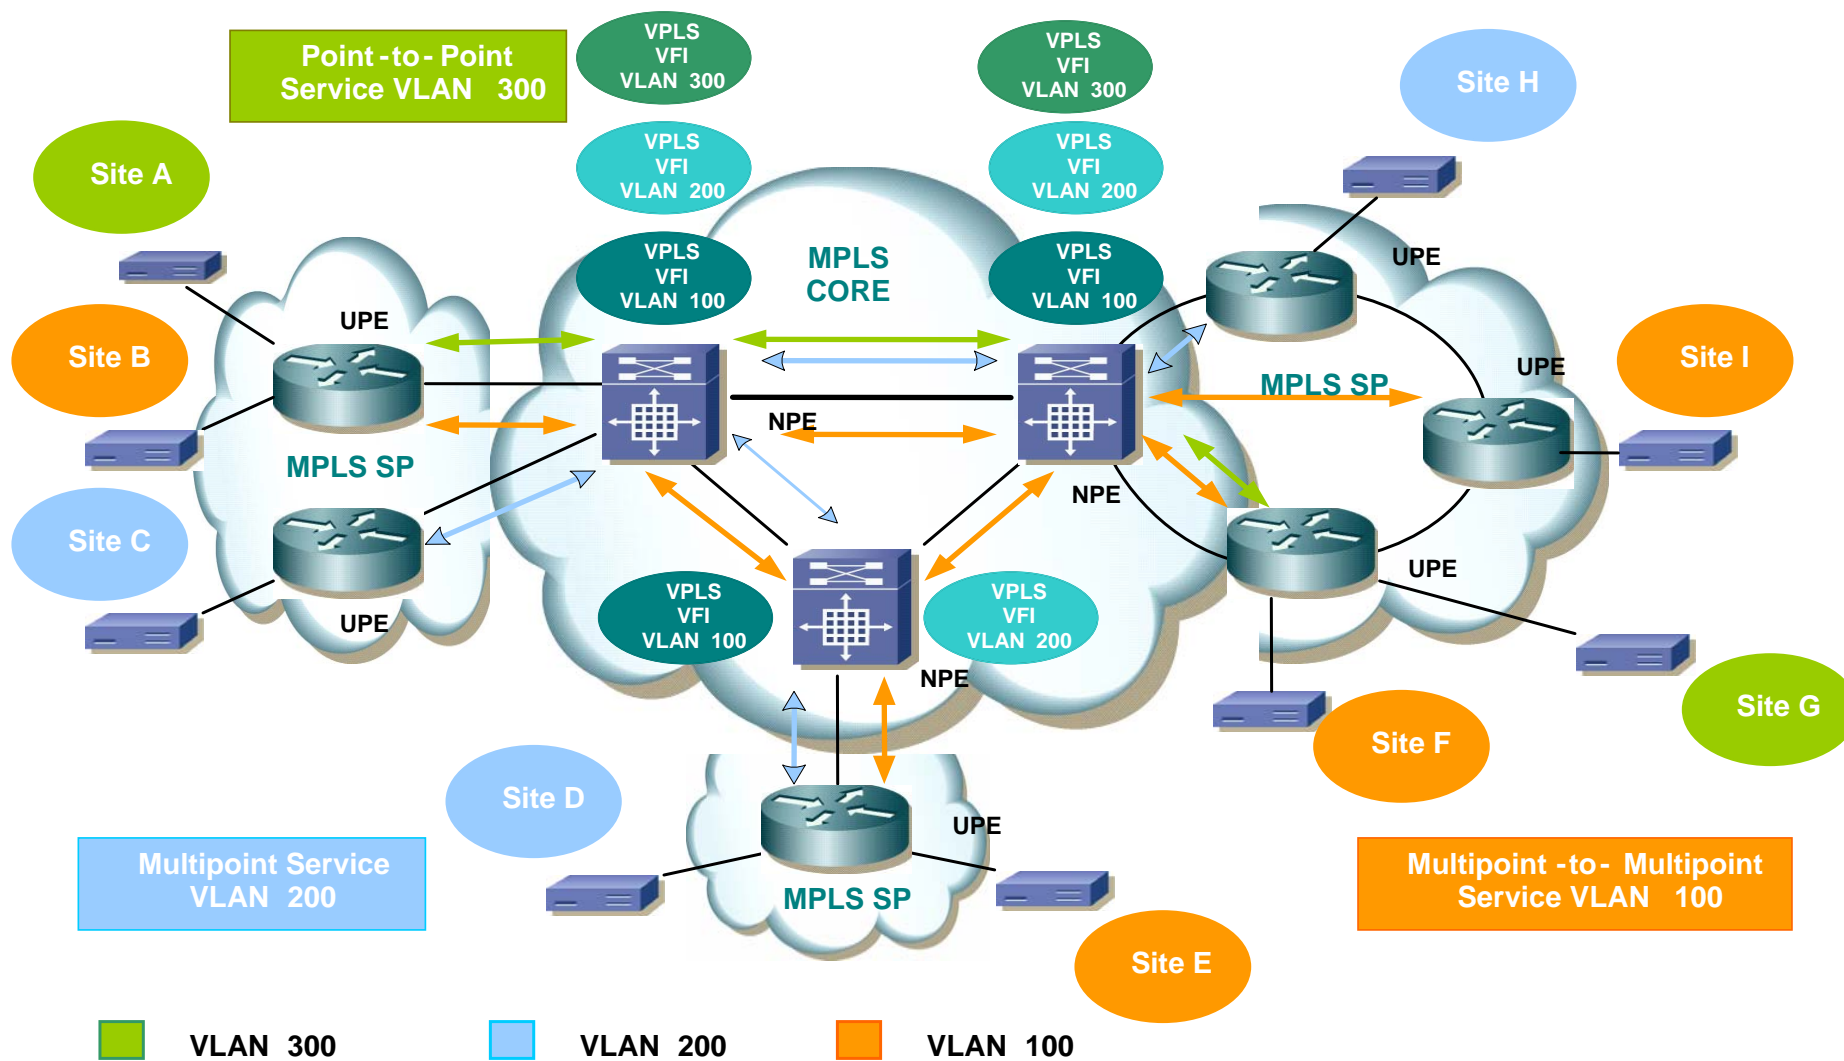 Point -to- Point
Service VLAN 300
VPLS
VFI
VLAN 300
VPLS
VFI
VLAN 300
Site H
VPLS
VFI
VLAN 200
VPLS
VFI
VLAN 200
Site A
VPLS
VFI
VLAN 100
MPLS
CORE
VPLS
VFI
VLAN 100
UPE
UPE
Site B
UPE
Site I
MPLS SP
NPE
MPLS SP
NPE
Site C
UPE
VPLS
VFI
VLAN 100
VPLS
VFI
VLAN 200
UPE
NPE
Site G
Site F
Site D
UPE
Multipoint Service
VLAN 200
MPLS SP
Multipoint -to- Multipoint
Service VLAN 100
Site E
VLAN 300
VLAN 200
VLAN 100